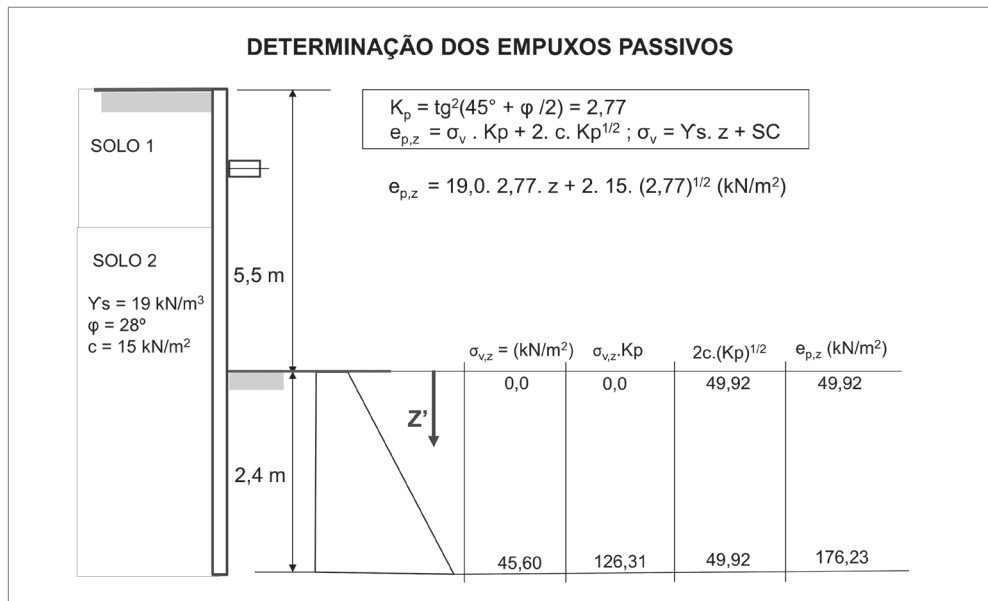 DETERMINAÇÃO DOS EMPUXOS PASSIVOS
Kₚ = tg²(45° + φ /2) = 2,77
eₚ,z = σᵥ . Kp + 2. c. Kp¹/² ; σᵥ = ϒs. z + SC
eₚ,z = 19,0. 2,77. z + 2. 15. (2,77)¹/² (kN/m²)
SOLO 1
SOLO 2
ϒs = 19 kN/m³
φ = 28º
c = 15 kN/m²
5,5 m
2,4 m
Z'
σv,z = (kN/m²) σv,z.Kp 2c.(Kp)¹/² eₚ,z (kN/m²)
0,0 0,0 49,92 49,92
45,60 126,31 49,92 176,23